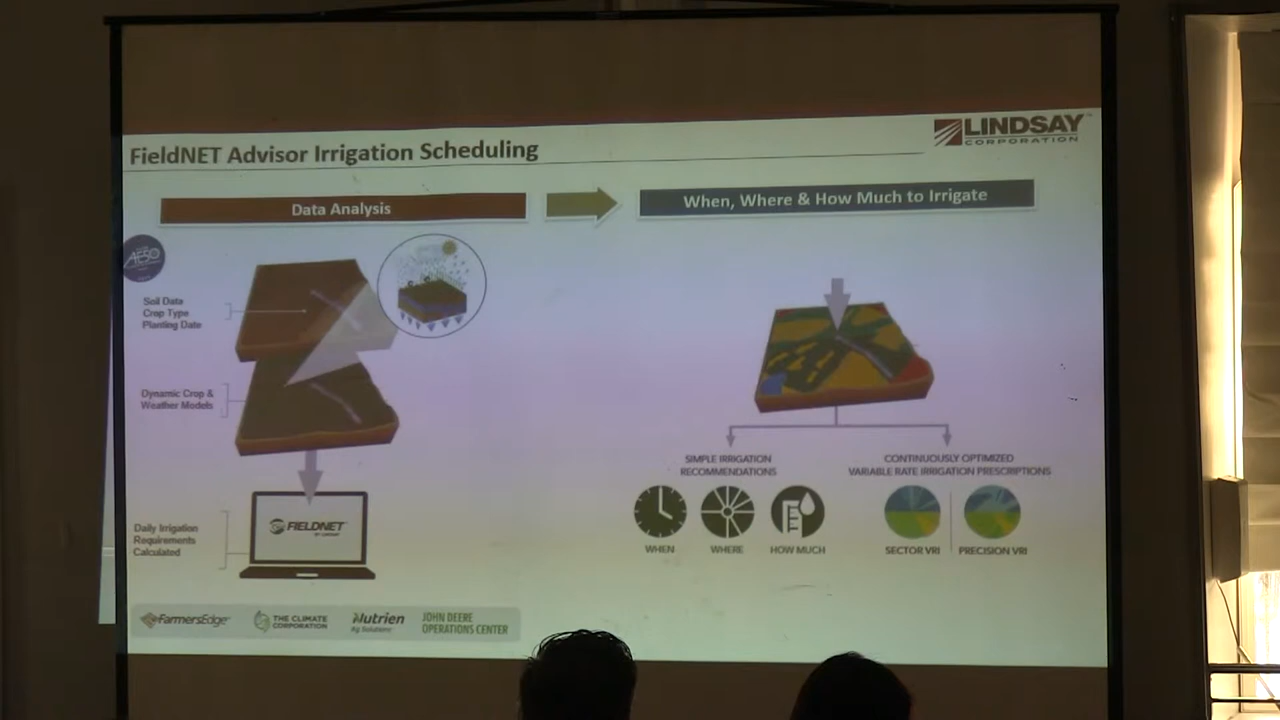 FieldNET Advisor Irrigation Scheduling
LINDSAY
CORPORATION
Data Analysis
When, Where & How Much to Irrigate
AESO
Soil Data
Crop Type
Planting Date
Dynamic Crop &
Weather Models
Daily Irrigation
Requirements
Calculated
FIELDNET
BY LINDSAY
SIMPLE IRRIGATION
RECOMMENDATIONS
WHEN
WHERE
HOW MUCH
CONTINUOUSLY OPTIMIZED
VARIABLE RATE IRRIGATION PRESCRIPTIONS
SECTOR VRI
PRECISION VRI
FarmersEdge
THE CLIMATE
CORPORATION
Nutrien
Ag Solutions
JOHN DEERE
OPERATIONS CENTER